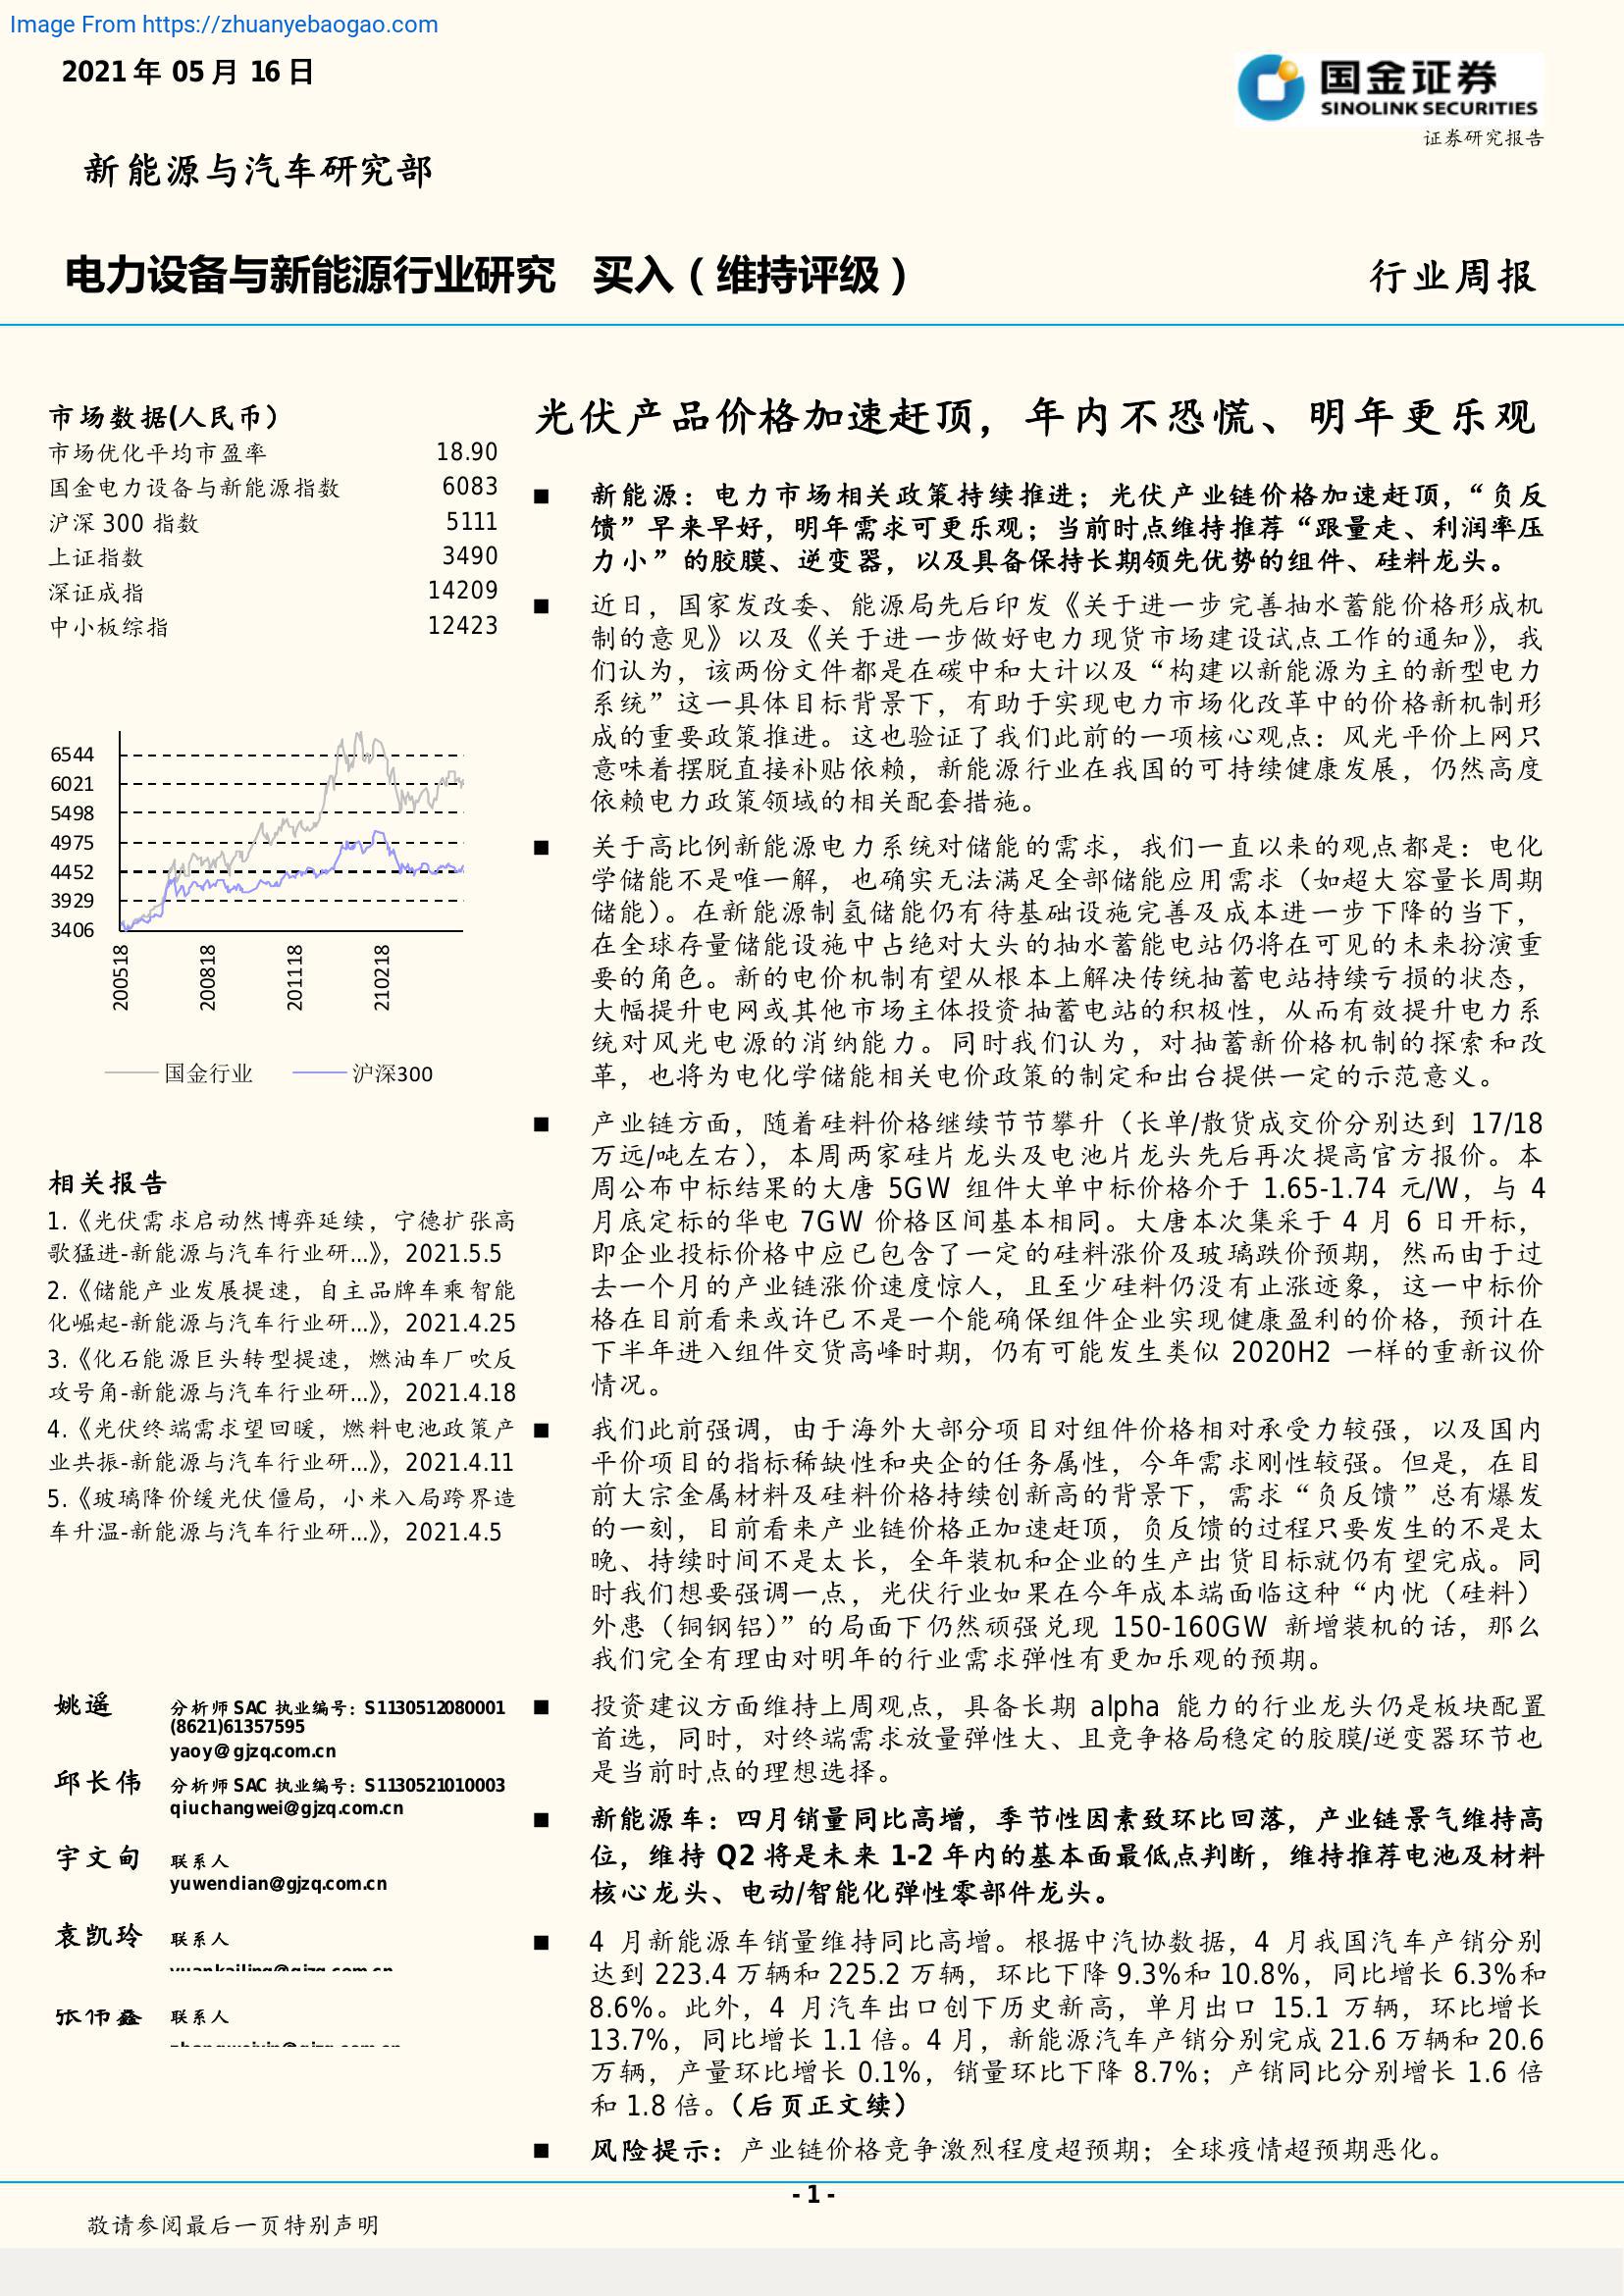 Image From https://zhuanyebaogao.com
2021 年 05 月 16 日
国金证券
SINOLINK SECURITIES
证券研究报告
新能源与汽车研究部
电力设备与新能源行业研究 买入（维持评级）
行业周报
市场数据(人民币）
市场优化平均市盈率 18.90
国金电力设备与新能源指数 6083
沪深 300 指数 5111
上证指数 3490
深证成指 14209
中小板综指 12423
6544
6021
5498
4975
4452
3929
3406
200518
200818
201118
210218
国金行业 沪深300
相关报告
1.《光伏需求启动然博弈延续，宁德扩张高
歌猛进-新能源与汽车行业研...》，2021.5.5
2.《储能产业发展提速，自主品牌车乘智能
化崛起-新能源与汽车行业研...》，2021.4.25
3.《化石能源巨头转型提速，燃油车厂吹反
攻号角-新能源与汽车行业研...》，2021.4.18
4.《光伏终端需求望回暖，燃料电池政策产
业共振-新能源与汽车行业研...》，2021.4.11
5.《玻璃降价缓光伏僵局，小米入局跨界造
车升温-新能源与汽车行业研...》，2021.4.5
姚遥 分析师 SAC 执业编号：S1130512080001
(8621)61357595
yaoy＠gjzq.com.cn
邱长伟 分析师 SAC 执业编号：S1130521010003
qiuchangwei@gjzq.com.cn
宇文甸 联系人
yuwendian@gjzq.com.cn
袁凯玲 联系人
yuankailing@gjzq.com.cn
张伟鑫 联系人
zhangweixin@gjzq.com.cn
光伏产品价格加速赶顶，年内不恐慌、明年更乐观
■ 新能源：电力市场相关政策持续推进；光伏产业链价格加速赶顶，“负反
馈”早来早好，明年需求可更乐观；当前时点维持推荐“跟量走、利润率压
力小”的胶膜、逆变器，以及具备保持长期领先优势的组件、硅料龙头。
■ 近日，国家发改委、能源局先后印发《关于进一步完善抽水蓄能价格形成机
制的意见》以及《关于进一步做好电力现货市场建设试点工作的通知》，我
们认为，该两份文件都是在碳中和大计以及“构建以新能源为主的新型电力
系统”这一具体目标背景下，有助于实现电力市场化改革中的价格新机制形
成的重要政策推进。这也验证了我们此前的一项核心观点：风光平价上网只
意味着摆脱直接补贴依赖，新能源行业在我国的可持续健康发展，仍然高度
依赖电力政策领域的相关配套措施。
■ 关于高比例新能源电力系统对储能的需求，我们一直以来的观点都是：电化
学储能不是唯一解，也确实无法满足全部储能应用需求（如超大容量长周期
储能）。在新能源制氢储能仍有待基础设施完善及成本进一步下降的当下，
在全球存量储能设施中占绝对大头的抽水蓄能电站仍将在可见的未来扮演重
要的角色。新的电价机制有望从根本上解决传统抽蓄电站持续亏损的状态，
大幅提升电网或其他市场主体投资抽蓄电站的积极性，从而有效提升电力系
统对风光电源的消纳能力。同时我们认为，对抽蓄新价格机制的探索和改
革，也将为电化学储能相关电价政策的制定和出台提供一定的示范意义。
■ 产业链方面，随着硅料价格继续节节攀升（长单/散货成交价分别达到 17/18
万远/吨左右），本周两家硅片龙头及电池片龙头先后再次提高官方报价。本
周公布中标结果的大唐 5GW 组件大单中标价格介于 1.65-1.74 元/W，与 4
月底定标的华电 7GW 价格区间基本相同。大唐本次集采于 4 月 6 日开标，
即企业投标价格中应已包含了一定的硅料涨价及玻璃跌价预期，然而由于过
去一个月的产业链涨价速度惊人，且至少硅料仍没有止涨迹象，这一中标价
格在目前看来或许已不是一个能确保组件企业实现健康盈利的价格，预计在
下半年进入组件交货高峰时期，仍有可能发生类似 2020H2 一样的重新议价
情况。
■ 我们此前强调，由于海外大部分项目对组件价格相对承受力较强，以及国内
平价项目的指标稀缺性和央企的任务属性，今年需求刚性较强。但是，在目
前大宗金属材料及硅料价格持续创新高的背景下，需求“负反馈”总有爆发
的一刻，目前看来产业链价格正加速赶顶，负反馈的过程只要发生的不是太
晚、持续时间不是太长，全年装机和企业的生产出货目标就仍有望完成。同
时我们想要强调一点，光伏行业如果在今年成本端面临这种“内忧（硅料）
外患（铜钢铝）”的局面下仍然顽强兑现 150-160GW 新增装机的话，那么
我们完全有理由对明年的行业需求弹性有更加乐观的预期。
■ 投资建议方面维持上周观点，具备长期 alpha 能力的行业龙头仍是板块配置
首选，同时，对终端需求放量弹性大、且竞争格局稳定的胶膜/逆变器环节也
是当前时点的理想选择。
■ 新能源车：四月销量同比高增，季节性因素致环比回落，产业链景气维持高
位，维持 Q2 将是未来 1-2 年内的基本面最低点判断，维持推荐电池及材料
核心龙头、电动/智能化弹性零部件龙头。
■ 4 月新能源车销量维持同比高增。根据中汽协数据，4 月我国汽车产销分别
达到 223.4 万辆和 225.2 万辆，环比下降 9.3%和 10.8%，同比增长 6.3%和
8.6%。此外，4 月汽车出口创下历史新高，单月出口 15.1 万辆，环比增长
13.7%，同比增长 1.1 倍。4 月，新能源汽车产销分别完成 21.6 万辆和 20.6
万辆，产量环比增长 0.1%，销量环比下降 8.7%；产销同比分别增长 1.6 倍
和 1.8 倍。（后页正文续）
■ 风险提示：产业链价格竞争激烈程度超预期；全球疫情超预期恶化。
- 1 -
敬请参阅最后一页特别声明